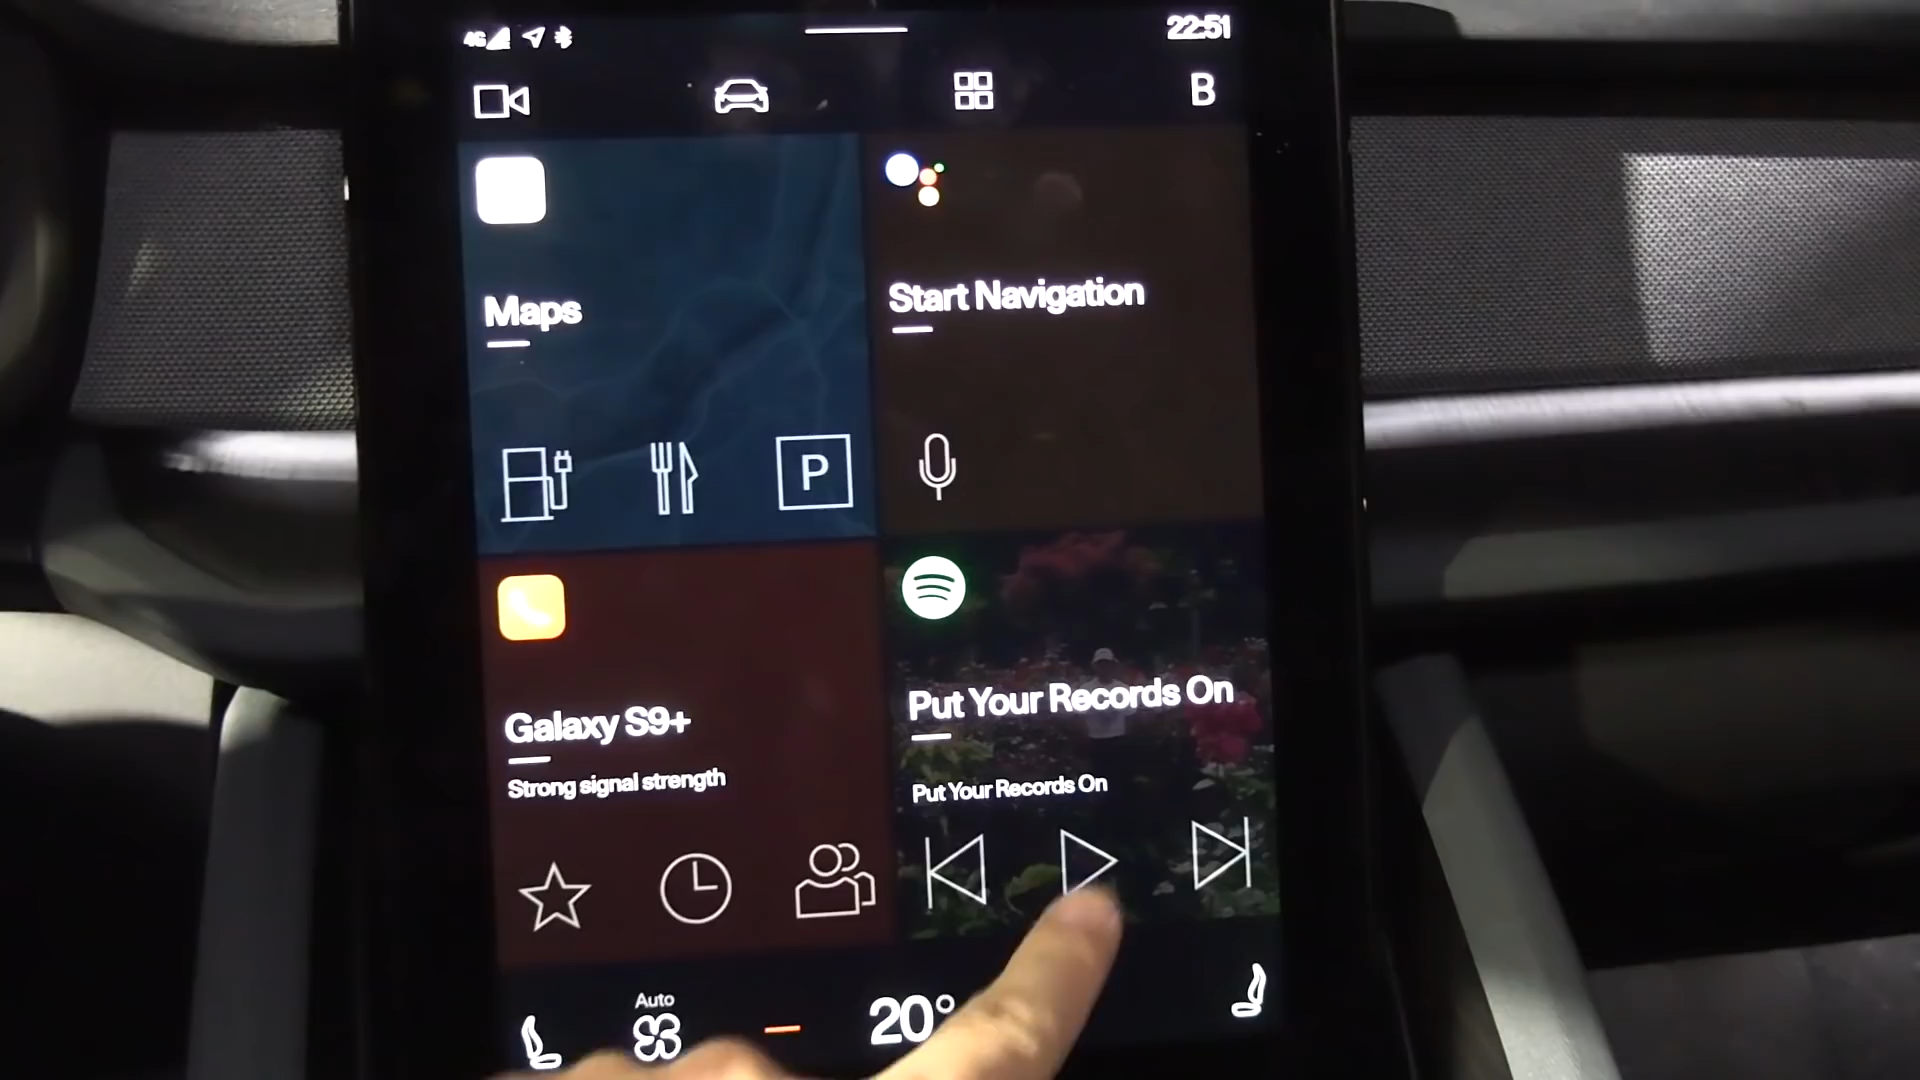 4G
22:51
B
Maps
Start Navigation
P
Galaxy S9+
Strong signal strength
Put Your Records On
Put Your Records On
Auto
20°